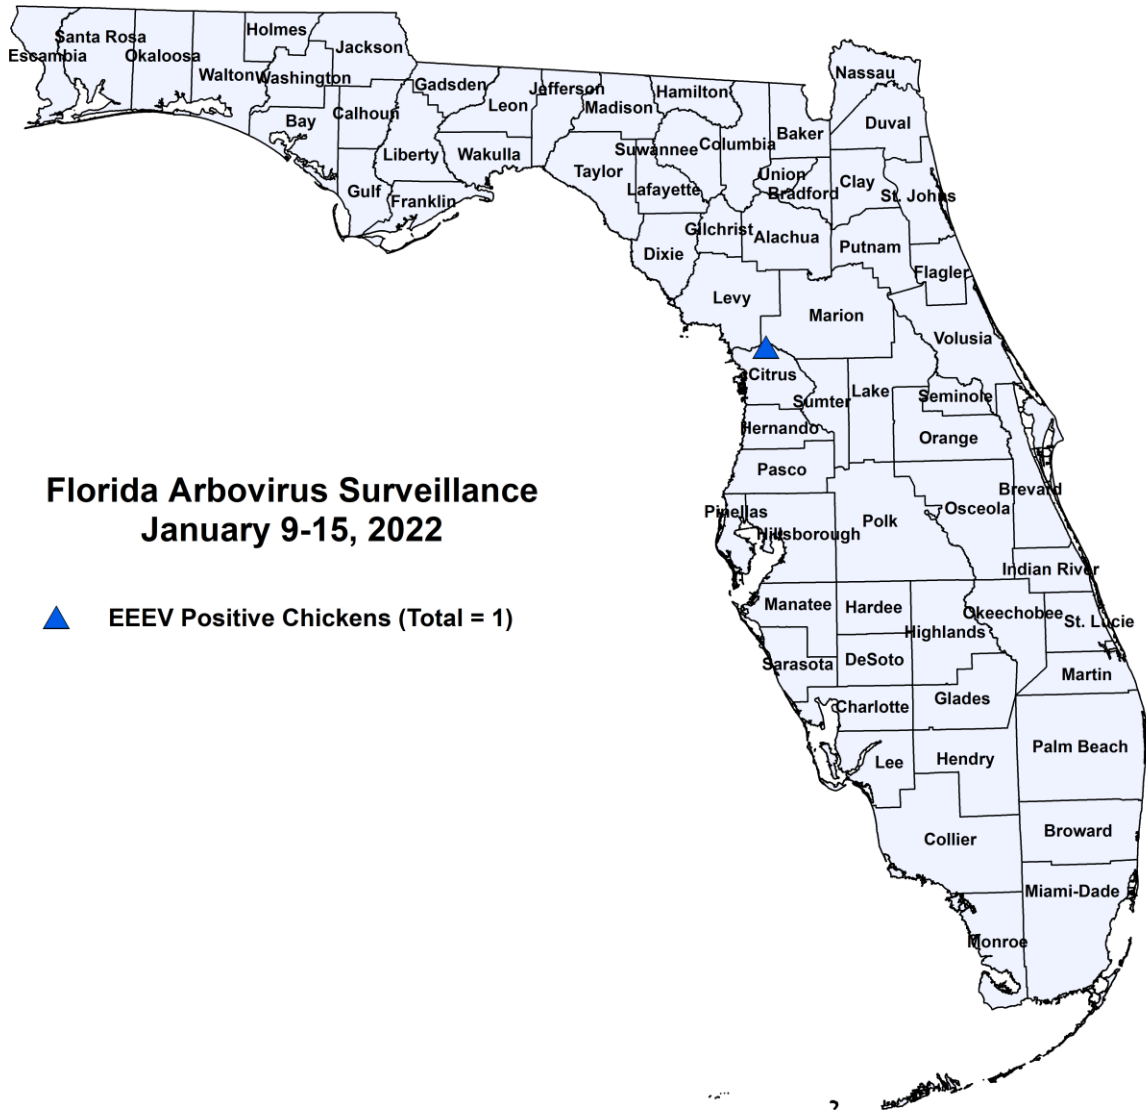 Holmes
Jackson
Santa Rosa
Escambia
Okaloosa
Walton
Washington
Gadsden
Jefferson
Hamilton
Nassau
Leon
Madison
Calhoun
Bay
Duval
Baker
Columbia
Suwannee
Liberty
Wakulla
Taylor
Union
Clay
Lafayette
Bradford
St. Johns
Gulf
Franklin
Gilchrist
Alachua
Putnam
Dixie
Flagler
Levy
Marion
Volusia
Citrus
Lake
Sumter
Seminole
Hernando
Orange
Pasco
Brevard
Florida Arbovirus Surveillance
January 9-15, 2022
Osceola
Pinellas
Polk
Hillsborough
Indian River
Manatee
Hardee
Okeechobee
EEEV Positive Chickens (Total = 1)
St. Lucie
Highlands
Sarasota
DeSoto
Martin
Glades
Charlotte
Palm Beach
Lee
Hendry
Broward
Collier
Miami-Dade
Monroe